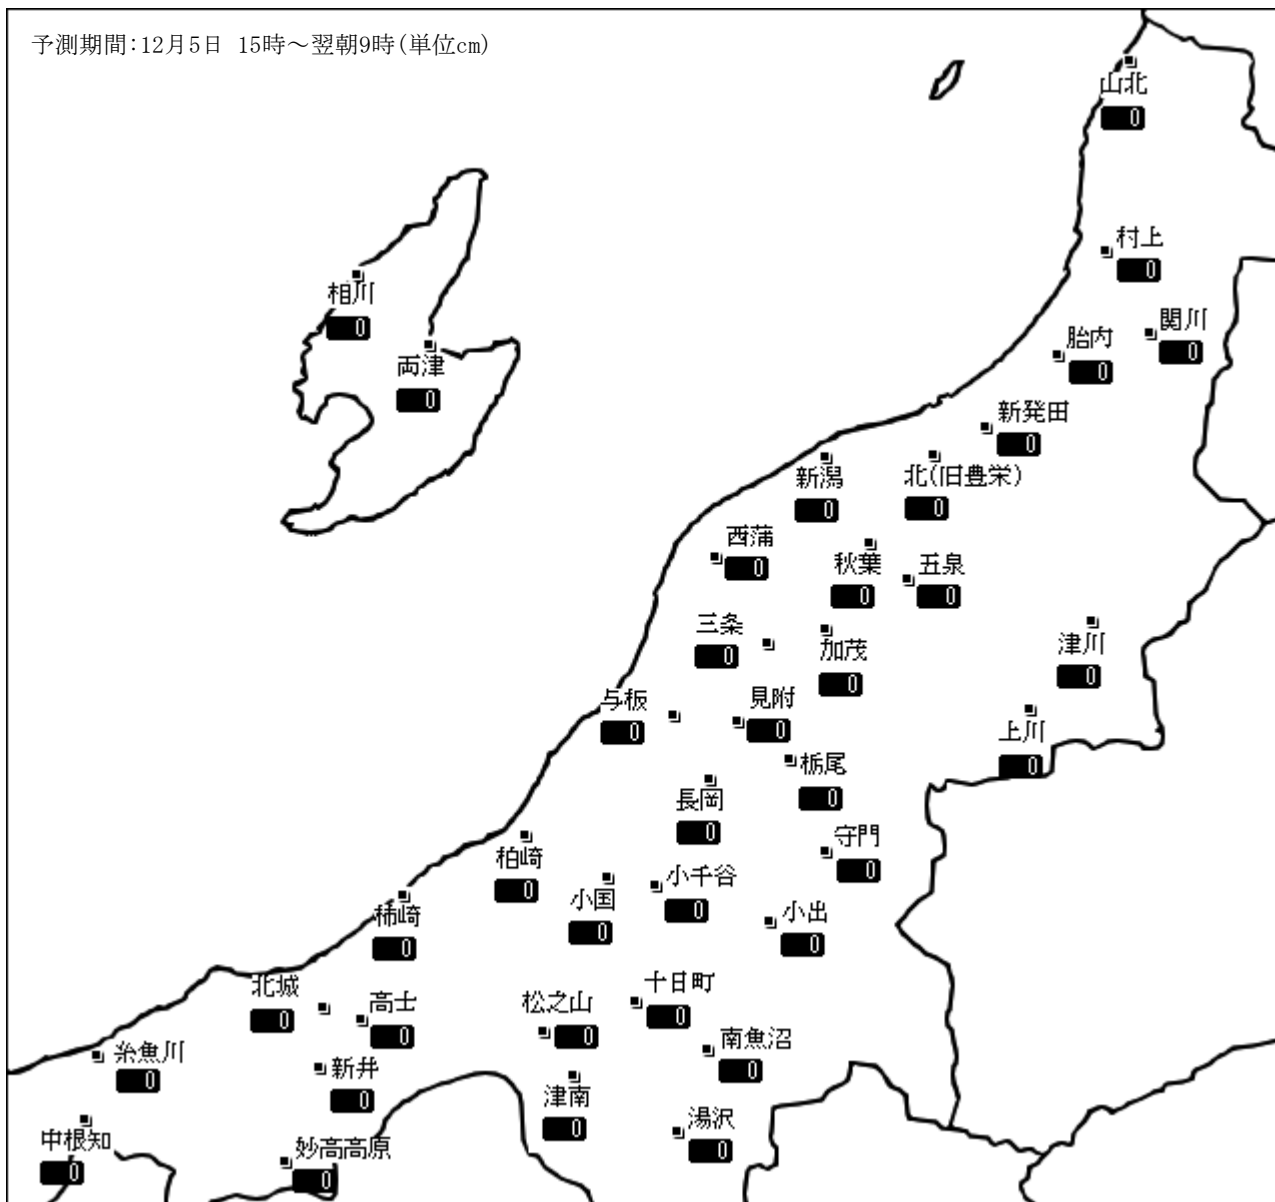 予測期間:12月5日 15時～翌朝9時(単位cm)
山北
0
村上
0
相川
0
両津
0
関川
0
胎内
0
新発田
0
新潟
0
北(旧豊栄)
0
西蒲
0
秋葉
0
五泉
0
三条
0
加茂
0
津川
0
与板
0
見附
0
上川
0
栃尾
0
長岡
0
守門
0
柏崎
0
小国
0
小千谷
0
小出
0
柿崎
0
北城
0
高士
0
松之山
0
十日町
0
南魚沼
0
糸魚川
0
新井
0
津南
0
湯沢
0
中根知
0
妙高高原
0